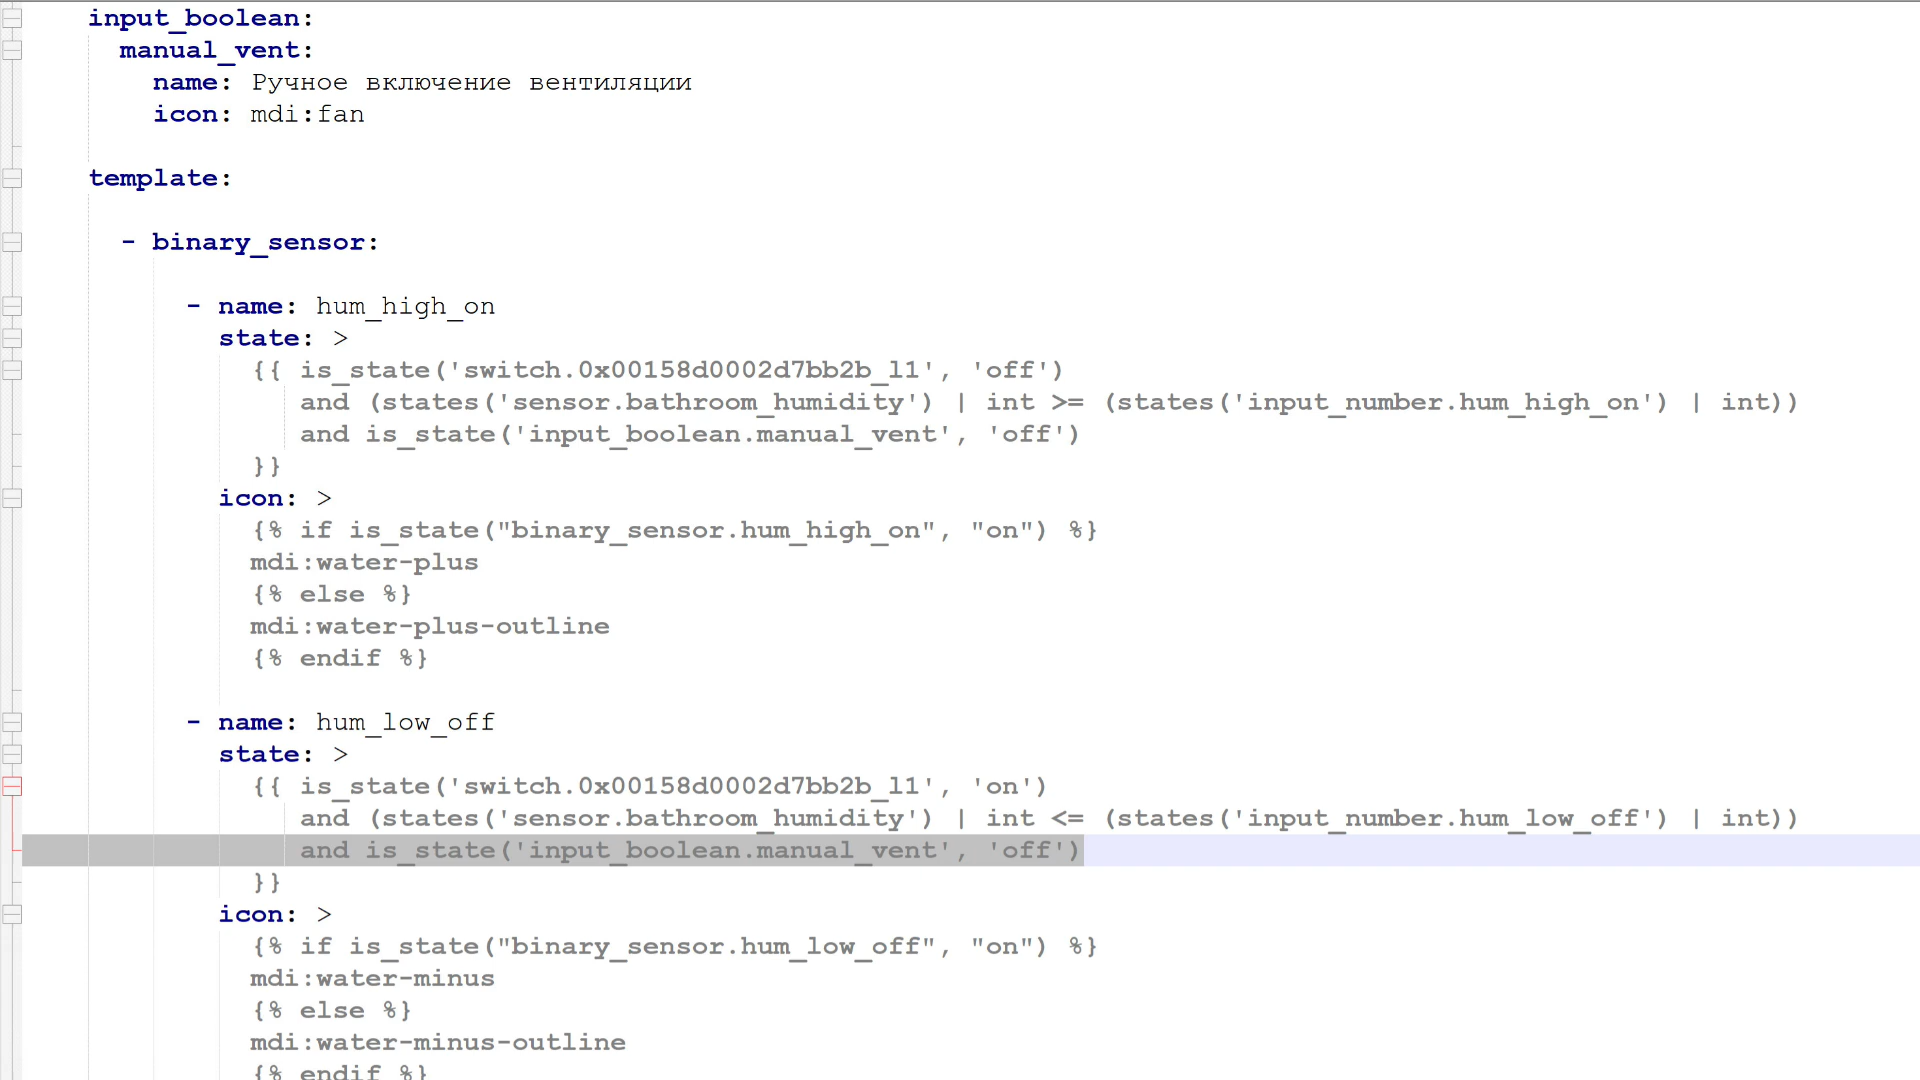 input_boolean:
manual_vent:
name: Ручное включение вентиляции
icon: mdi:fan
template:
- binary_sensor:
- name: hum_high_on
state: >
{{ is_state('switch.0x00158d0002d7bb2b_l1', 'off')
and (states('sensor.bathroom_humidity') | int >= (states('input_number.hum_high_on') | int))
and is_state('input_boolean.manual_vent', 'off')
}}
icon: >
{% if is_state("binary_sensor.hum_high_on", "on") %}
mdi:water-plus
{% else %}
mdi:water-plus-outline
{% endif %}
- name: hum_low_off
state: >
{{ is_state('switch.0x00158d0002d7bb2b_l1', 'on')
and (states('sensor.bathroom_humidity') | int <= (states('input_number.hum_low_off') | int))
and is_state('input_boolean.manual_vent', 'off')
}}
icon: >
{% if is_state("binary_sensor.hum_low_off", "on") %}
mdi:water-minus
{% else %}
mdi:water-minus-outline
{% endif %}